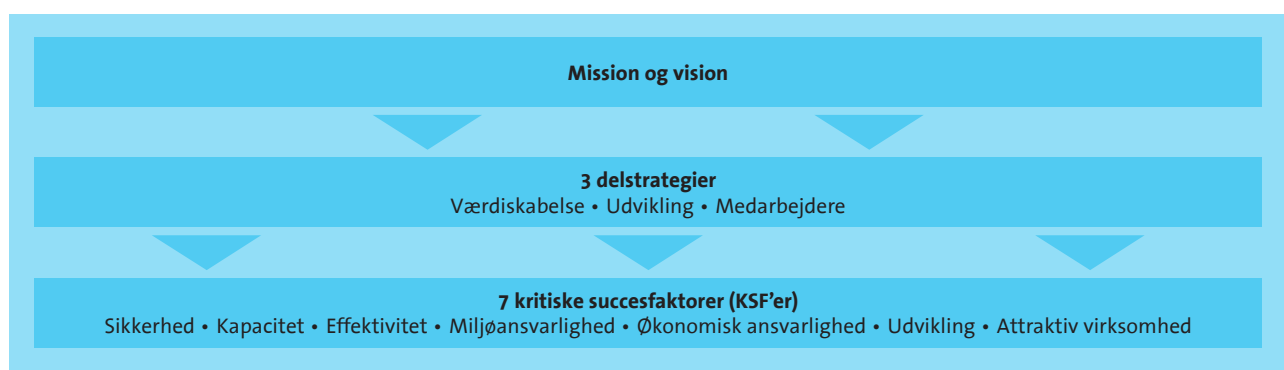 Mission og vision
3 delstrategier
Værdiskabelse • Udvikling • Medarbejdere
7 kritiske succesfaktorer (KSF’er)
Sikkerhed • Kapacitet • Effektivitet • Miljøansvarlighed • Økonomisk ansvarlighed • Udvikling • Attraktiv virksomhed